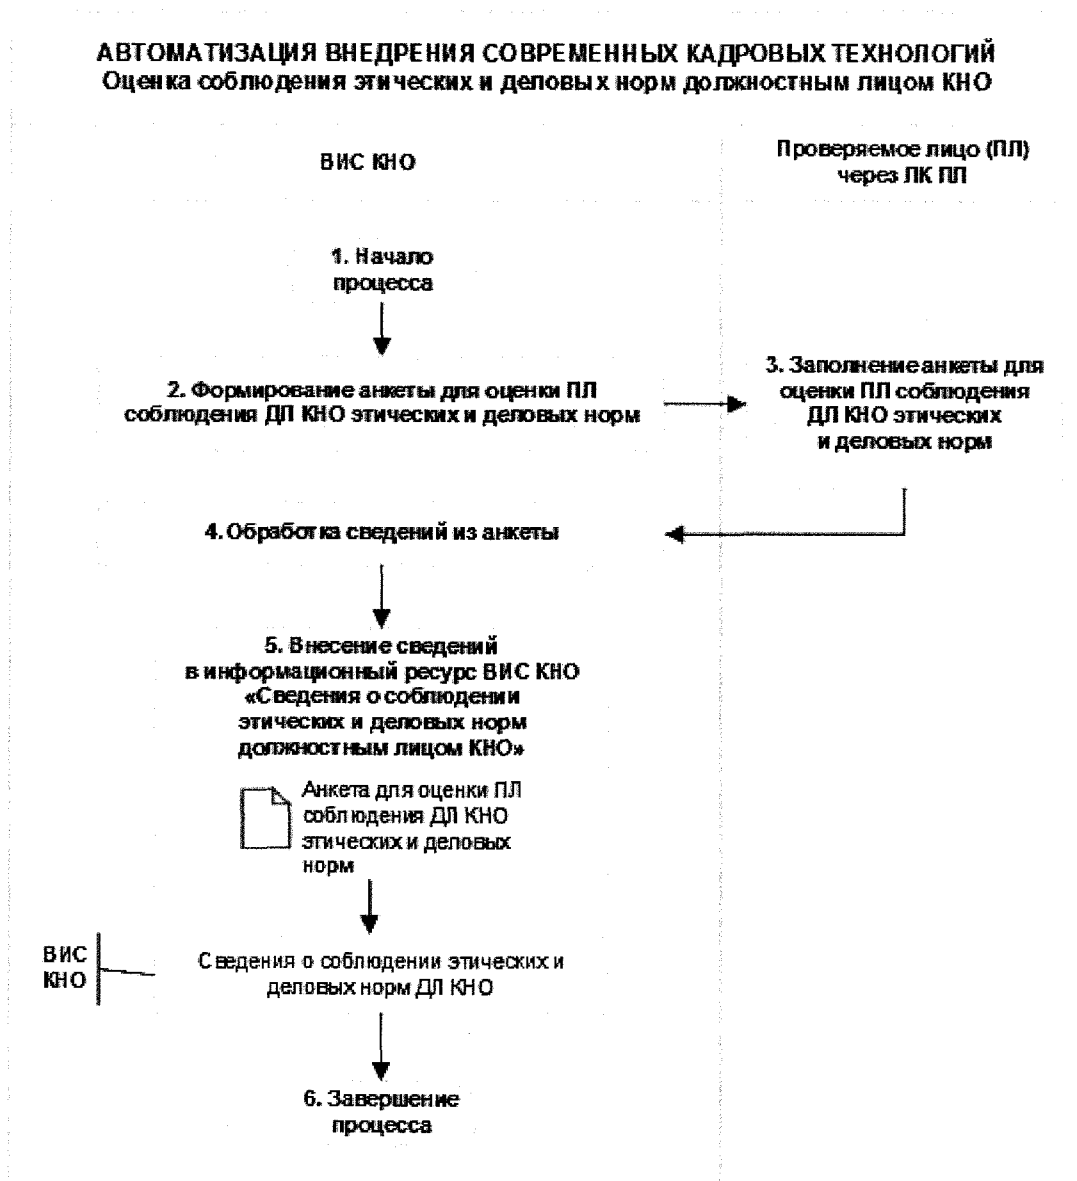 АВТОМАТИЗАЦИЯ ВНЕДРЕНИЯ СОВРЕМЕННЫХ КАДРОВЫХ ТЕХНОЛОГИЙ
Оценка соблюдения этических и деловых норм должностным лицом КНО
ВИС КНО
Проверяемое лицо (ПЛ)
через ЛК ПЛ
1. Начало
процесса
2. Формирование анкеты для оценки ПЛ
соблюдения ДЛ КНО этических и деловых норм
3. Заполнение анкеты для
оценки ПЛ соблюдения
ДЛ КНО этических
и деловых норм
4. Обработка сведений из анкеты
5. Внесение сведений
в информационный ресурс ВИС КНО
«Сведения о соблюдении
этических и деловых норм
должностным лицом КНО»
Анкета для оценки ПЛ
соблюдения ДЛ КНО
этических и деловых
норм
ВИС
КНО
Сведения о соблюдении этических и
деловых норм ДЛ КНО
6. Завершение
процесса